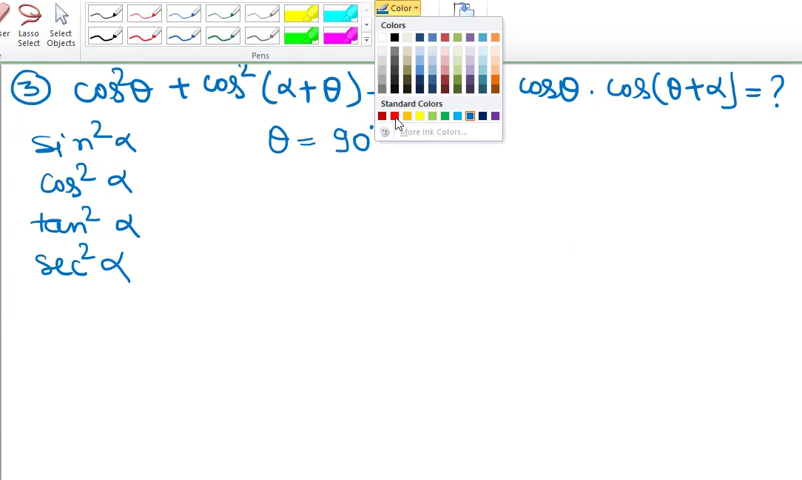 Color
ser Lasso Select Select Objects
Pens
Colors
Standard Colors
More Ink Colors...
③ cos²θ + cos²(α+θ) - cosθ · cos(θ+α) = ?
sin²α θ = 90°
cos²α
tan²α
sec²α